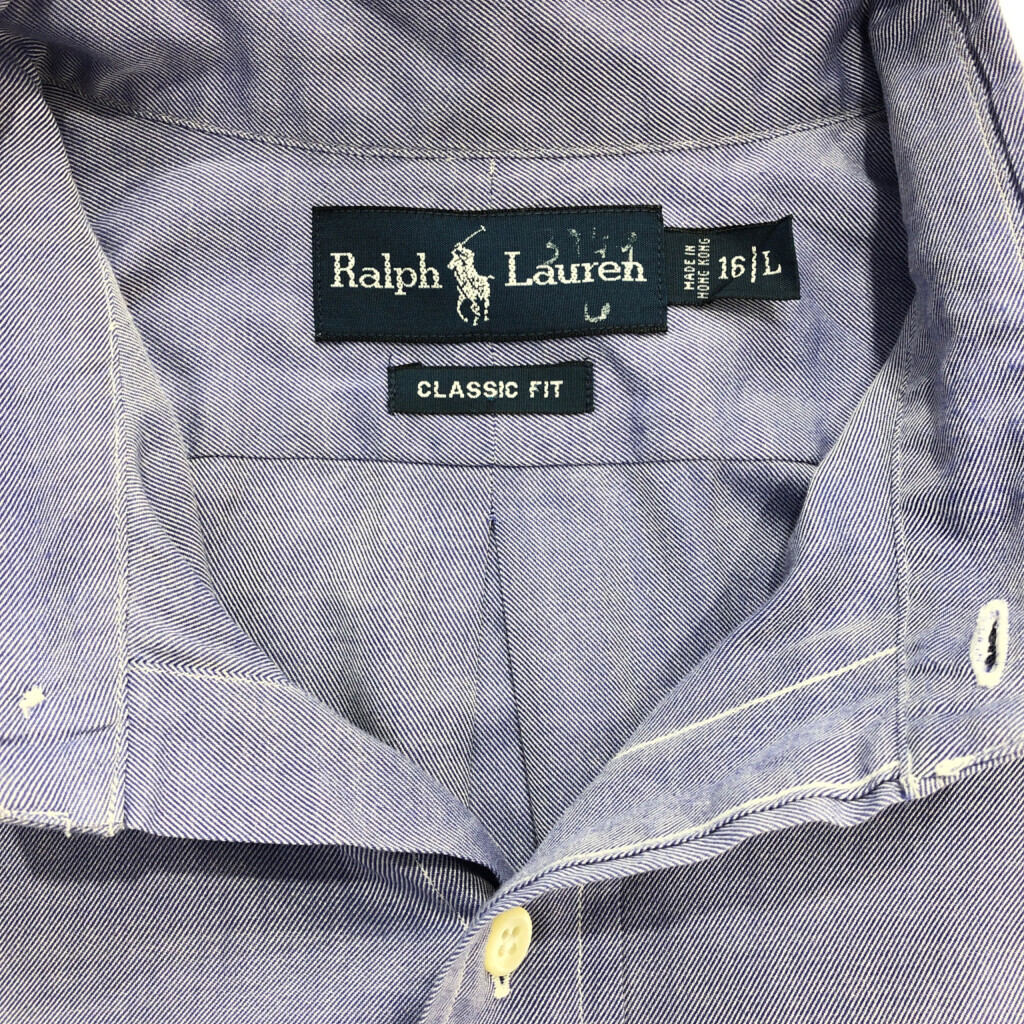 Ralph Lauren
MADE IN
HONG KONG
16|L
CLASSIC FIT